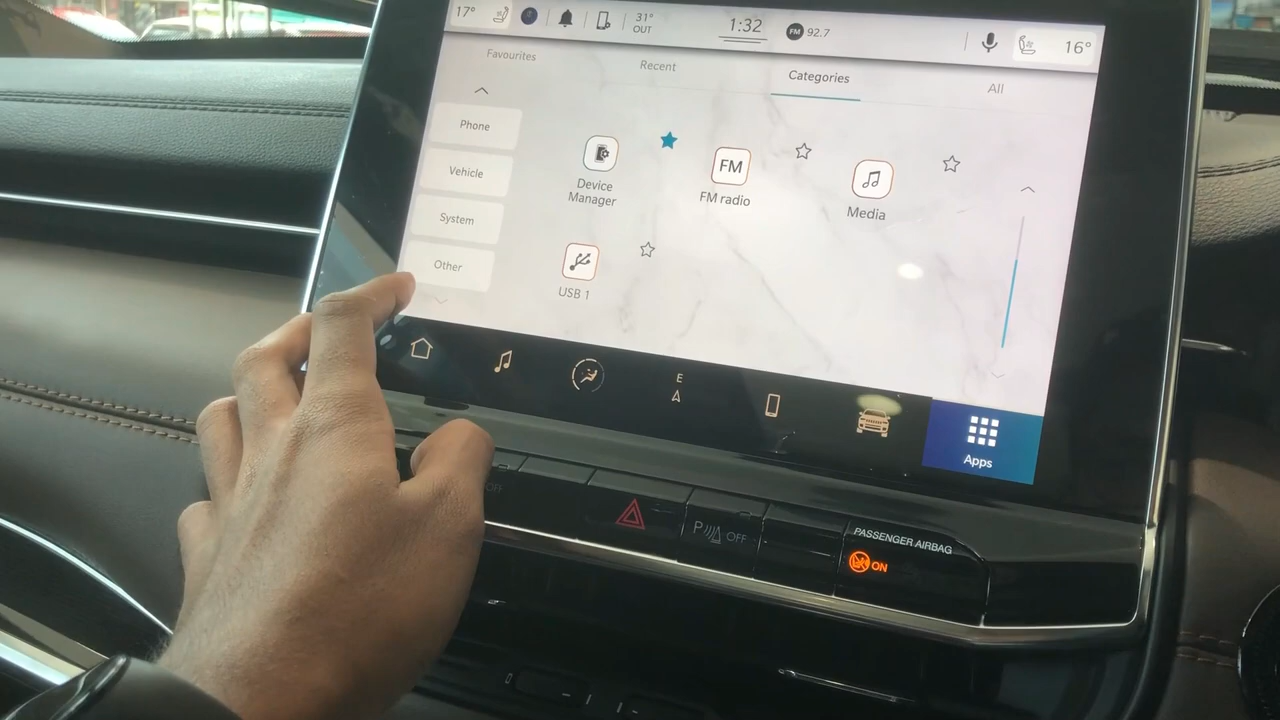 17°
31°
OUT
1:32
FM 92.7
16°
Favourites
Recent
Categories
All
Phone
Vehicle
System
Other
Device
Manager
FM
FM radio
Media
USB 1
E
Apps
OFF
P OFF
PASSENGER AIRBAG
ON